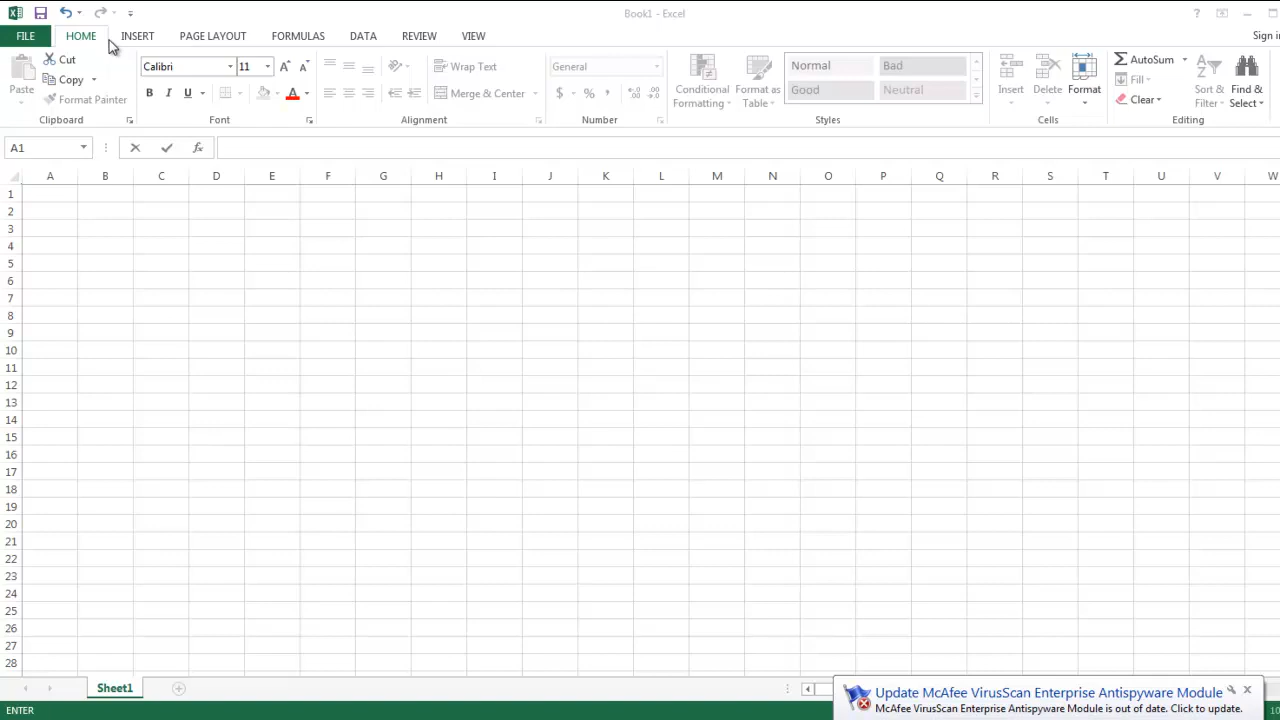 Book1 - Excel
FILE HOME INSERT PAGE LAYOUT FORMULAS DATA REVIEW VIEW
Paste
Cut
Copy
Format Painter
Clipboard
Calibri 11
B I U A
Font
Wrap Text
Merge & Center
Alignment
General
$ % ,
Number
Conditional
Formatting
Format as
Table
Normal Bad
Good Neutral
Styles
Insert Delete Format
Cells
AutoSum
Fill
Clear
Sort &
Filter
Find &
Select
Editing
A1 fx
A B C D E F G H I J K L M N O P Q R S T U V W
1
2
3
4
5
6
7
8
9
10
11
12
13
14
15
16
17
18
19
20
21
22
23
24
25
26
27
28
Sheet1
ENTER
Update McAfee VirusScan Enterprise Antispyware Module
McAfee VirusScan Enterprise Antispyware Module is out of date. Click to update.